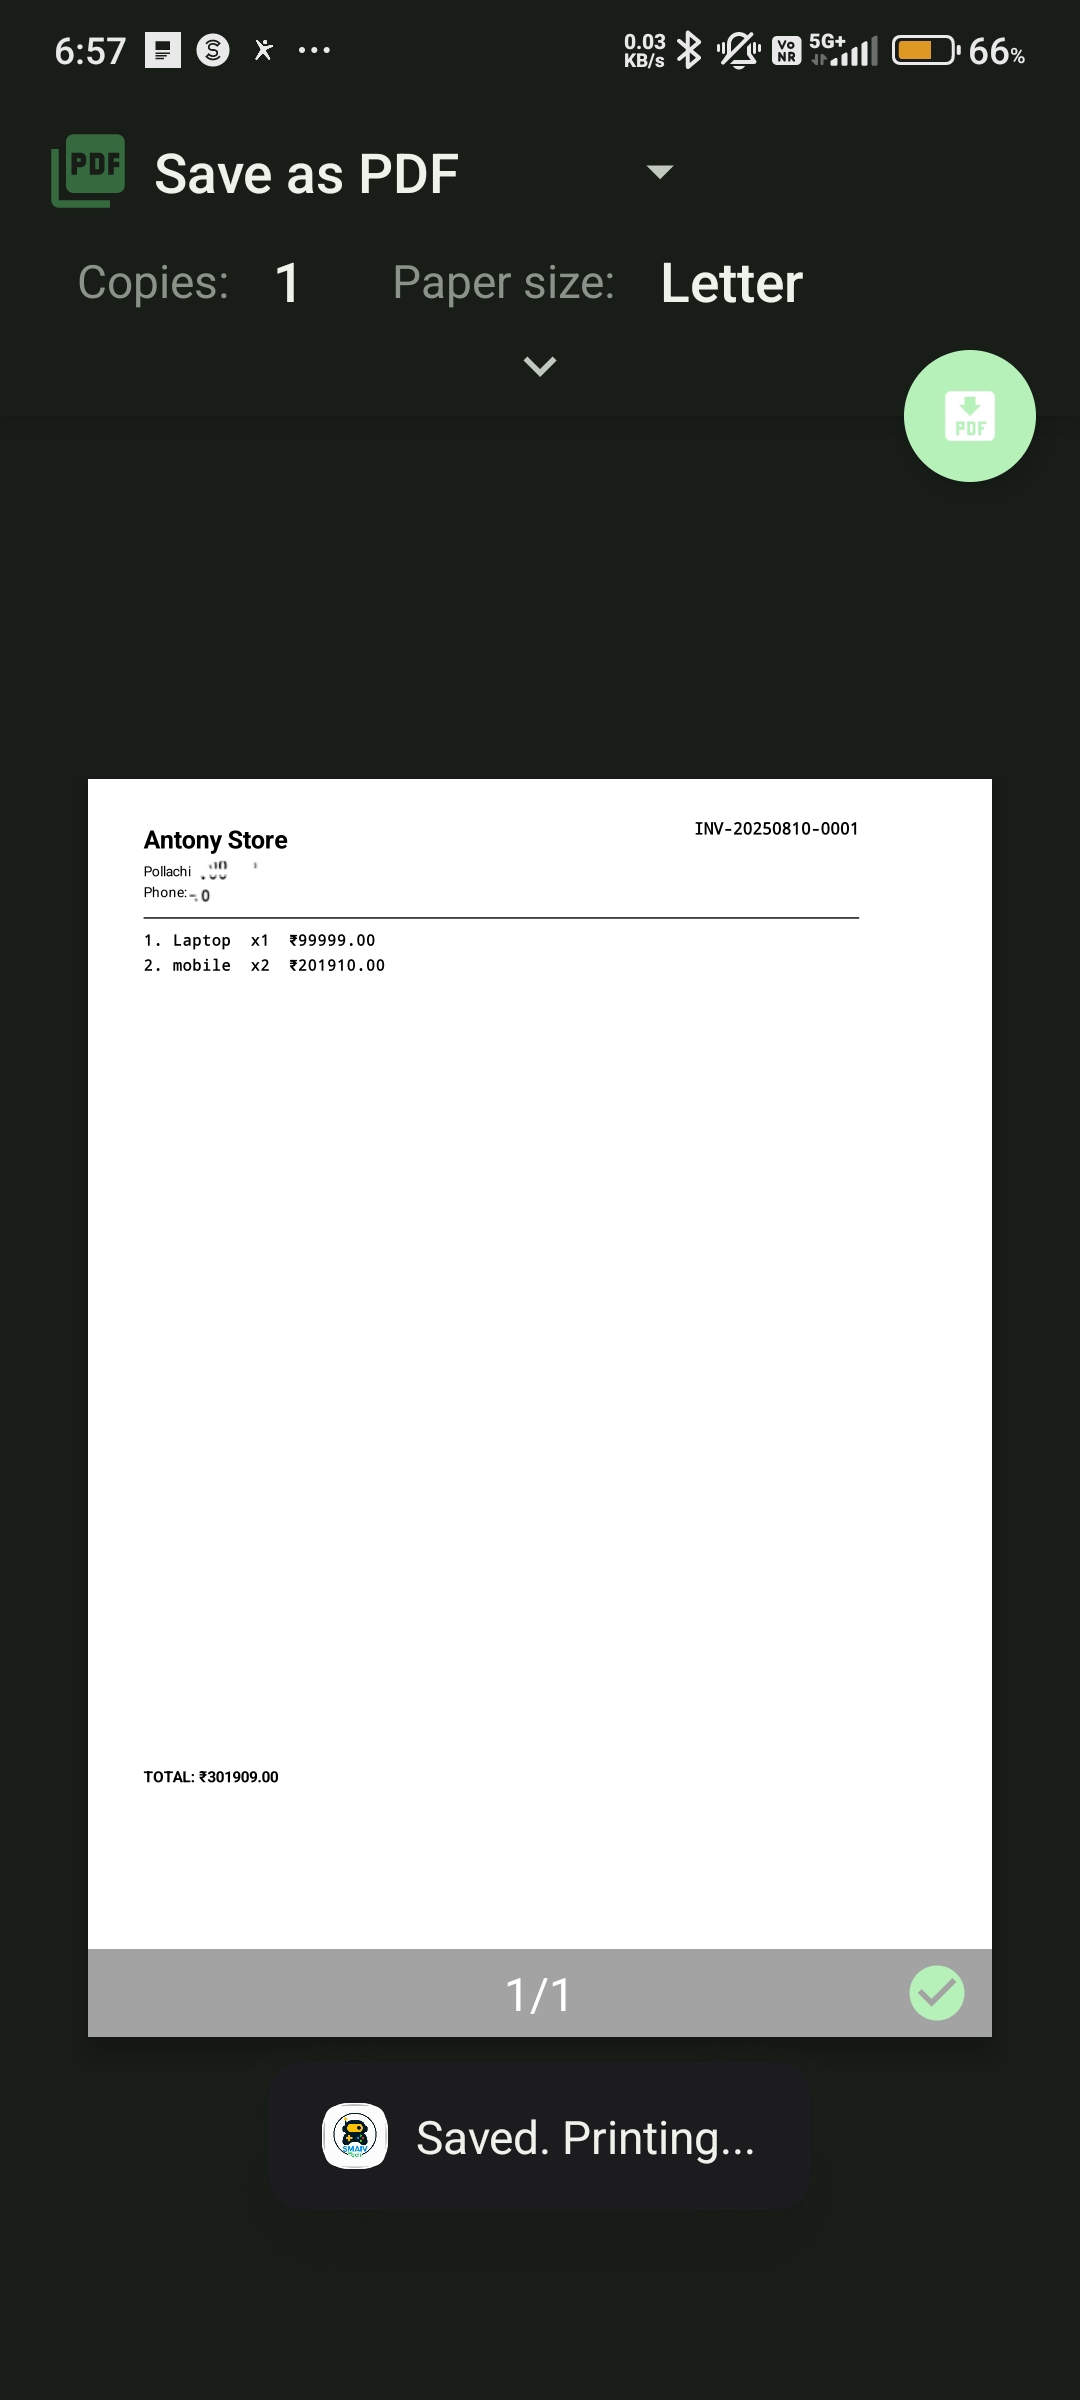 6:57
0.03
KB/s
Vo
NR
5G+
66%
PDF
Save as PDF
Copies: 1 Paper size: Letter
PDF
Antony Store
INV-20250810-0001
Pollachi
Phone:
1. Laptop x1 ₹99999.00
2. mobile x2 ₹201910.00
TOTAL: ₹301909.00
1/1
Saved. Printing...